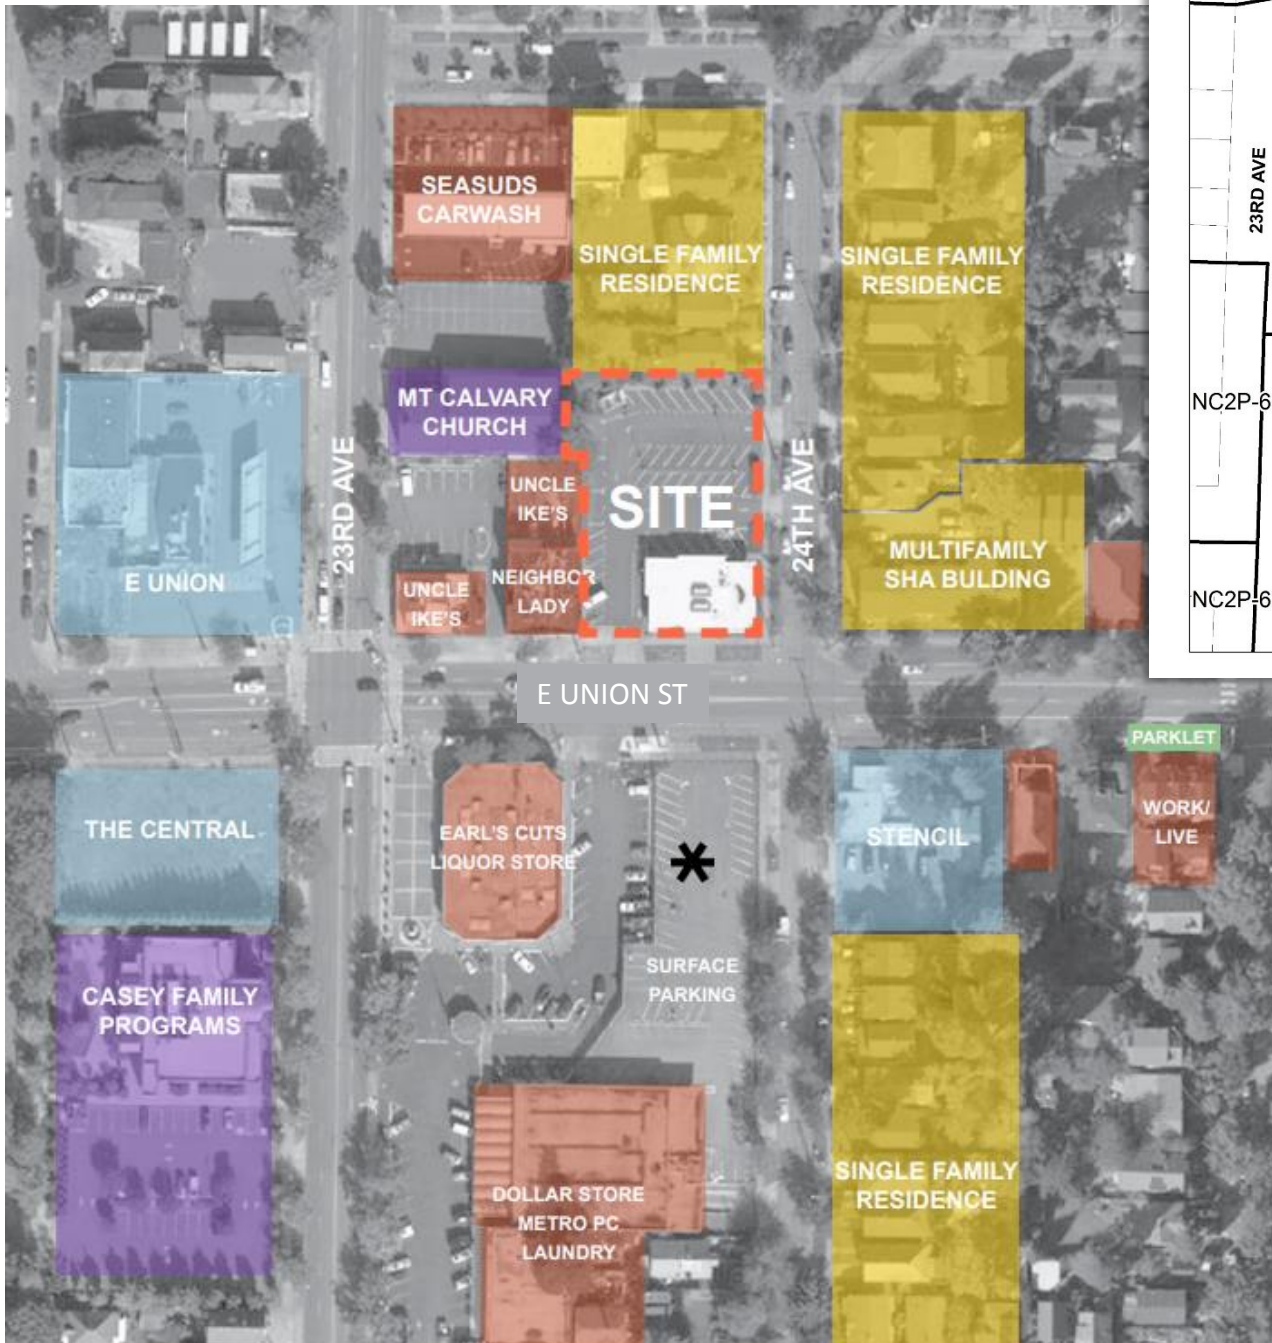 SEASUDS
CARWASH
SINGLE FAMILY
RESIDENCE
SINGLE FAMILY
RESIDENCE
23RD AVE
MT CALVARY
CHURCH
NC2P-6
23RD AVE
UNCLE
IKE'S
SITE
24TH AVE
E UNION
UNCLE
IKE'S
NEIGHBOR
LADY
MULTIFAMILY
SHA BULDING
NC2P-6
E UNION ST
PARKLET
THE CENTRAL
EARL'S CUTS
LIQUOR STORE
*
STENCIL
WORK/
LIVE
CASEY FAMILY
PROGRAMS
SURFACE
PARKING
DOLLAR STORE
METRO PC
LAUNDRY
SINGLE FAMILY
RESIDENCE